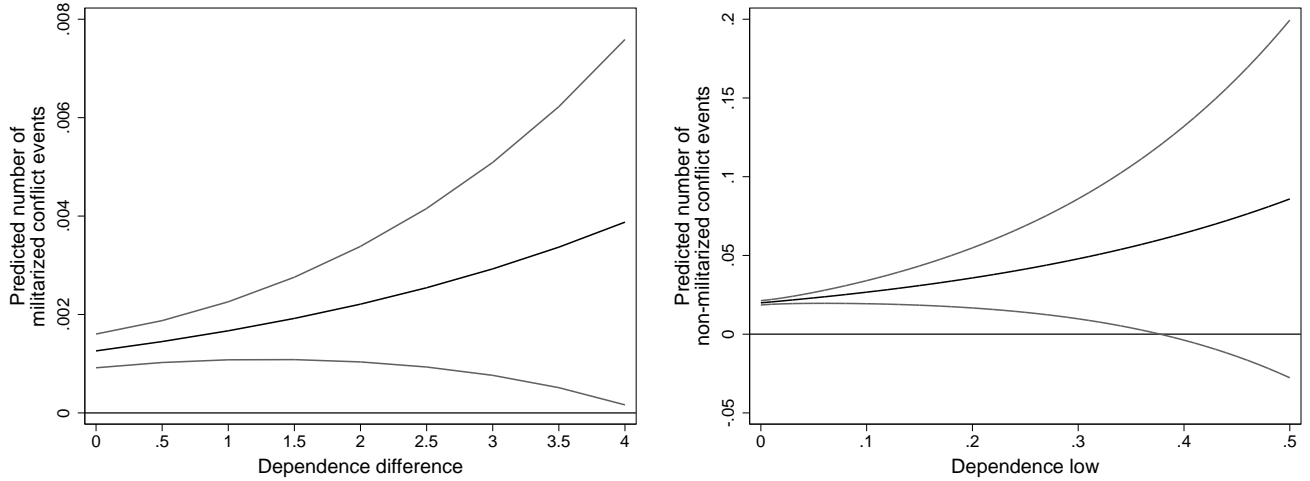 Predicted number of
militarized conflict events
.008
.006
.004
.002
0
0 .5 1 1.5 2 2.5 3 3.5 4
Dependence difference
Predicted number of
non-militarized conflict events
.2
.15
.1
.05
0
-.05
0 .1 .2 .3 .4 .5
Dependence low